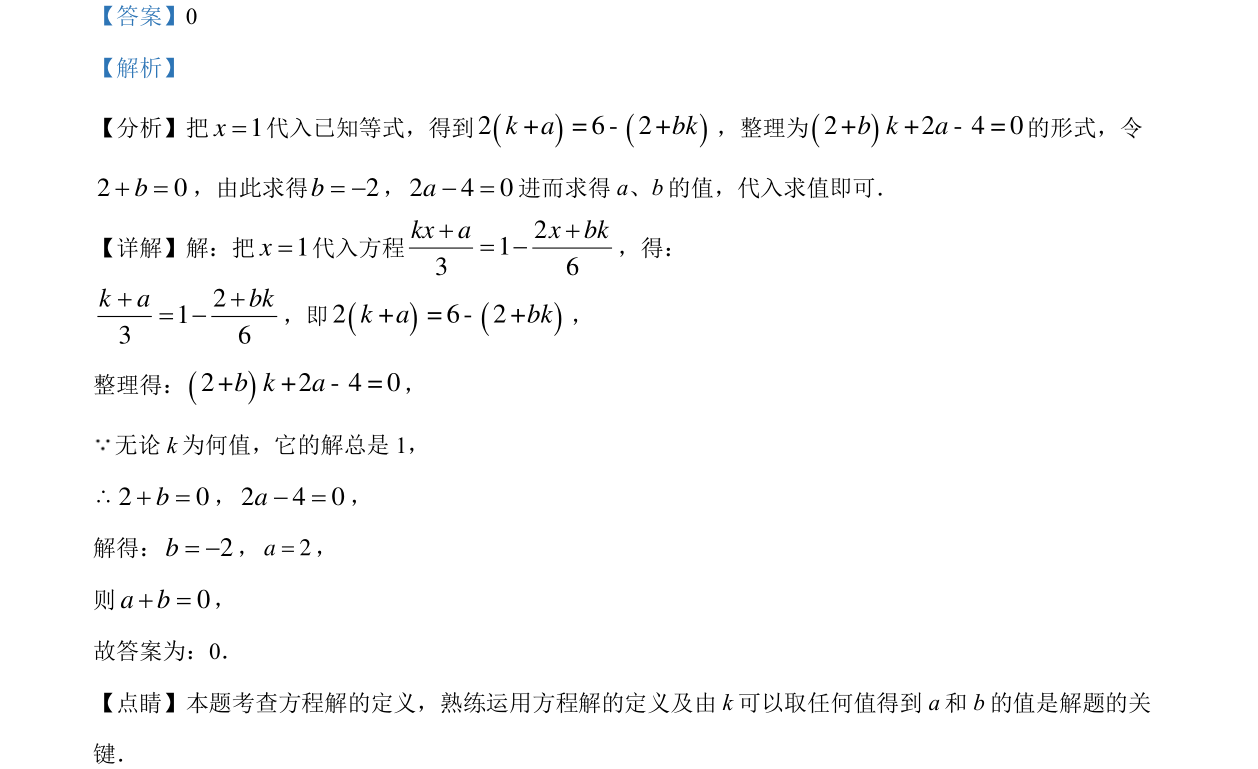 【答案】0
【解析】
【分析】把 x = 1 代入已知等式，得到 2(k + a) = 6 - (2 + bk)，整理为 (2 + b) k + 2a - 4 = 0 的形式，令
2 + b = 0，由此求得 b = −2，2a − 4 = 0 进而求得 a、b 的值，代入求值即可．
【详解】解：把 x = 1 代入方程 \frac{kx + a}{3} = 1 − \frac{2x + bk}{6}，得：
\frac{k + a}{3} = 1 − \frac{2 + bk}{6}，即 2(k + a) = 6 - (2 + bk)，
整理得：(2 + b) k + 2a - 4 = 0，
∵无论 k 为何值，它的解总是 1，
∴ 2 + b = 0，2a − 4 = 0，
解得：b = −2，a = 2，
则 a + b = 0，
故答案为：0．
【点睛】本题考查方程解的定义，熟练运用方程解的定义及由 k 可以取任何值得到 a 和 b 的值是解题的关
键．